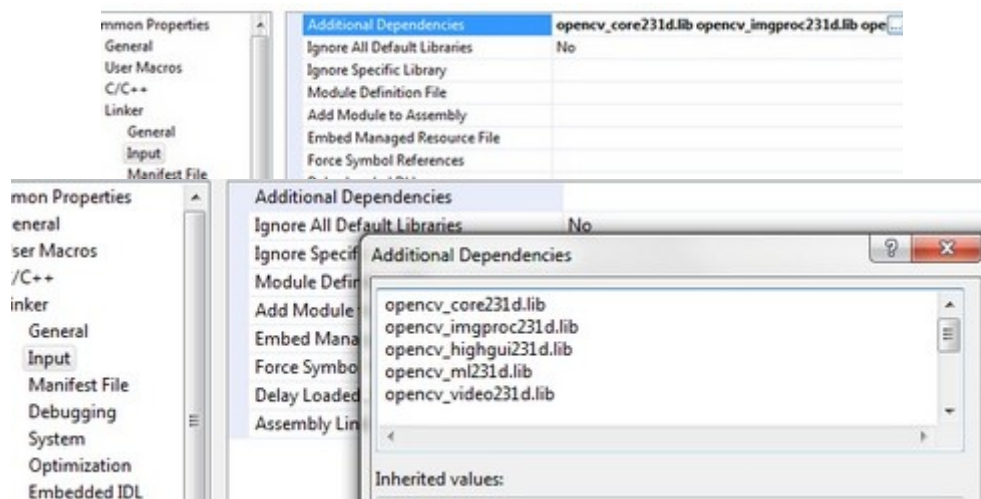 mmon Properties
General
User Macros
C/C++
Linker
General
Input
Manifest File
Additional Dependencies opencv_core231d.lib opencv_imgproc231d.lib ope ...
Ignore All Default Libraries No
Ignore Specific Library
Module Definition File
Add Module to Assembly
Embed Managed Resource File
Force Symbol References
mon Properties
eneral
ser Macros
/C++
inker
General
Input
Manifest File
Debugging
System
Optimization
Embedded IDL
Additional Dependencies
Ignore All Default Libraries No
Ignore Specif
Module Defin
Add Module
Embed Mana
Force Symbo
Delay Loaded
Assembly Lin
Additional Dependencies
opencv_core231d.lib
opencv_imgproc231d.lib
opencv_highgui231d.lib
opencv_ml231d.lib
opencv_video231d.lib
Inherited values: